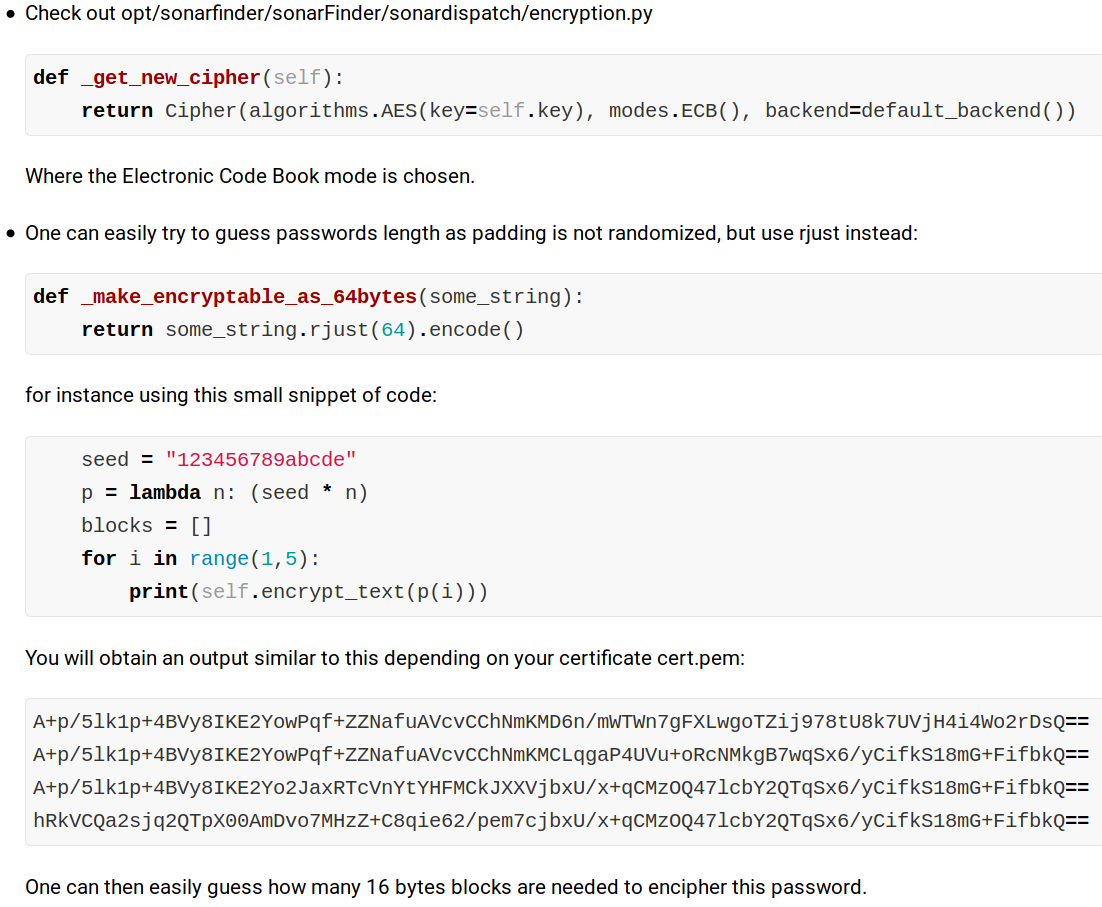 • Check out opt/sonarfinder/sonarFinder/sonardispatch/encryption.py
def _get_new_cipher(self):
    return Cipher(algorithms.AES(key=self.key), modes.ECB(), backend=default_backend())
Where the Electronic Code Book mode is chosen.
• One can easily try to guess passwords length as padding is not randomized, but use rjust instead:
def _make_encryptable_as_64bytes(some_string):
    return some_string.rjust(64).encode()
for instance using this small snippet of code:
    seed = "123456789abcde"
    p = lambda n: (seed * n)
    blocks = []
    for i in range(1,5):
        print(self.encrypt_text(p(i)))
You will obtain an output similar to this depending on your certificate cert.pem:
A+p/5lk1p+4BVy8IKE2YowPqf+ZZNafuAVcvCChNmKMD6n/mWTWn7gFXLwgoTZij978tU8k7UVjH4i4Wo2rDsQ==
A+p/5lk1p+4BVy8IKE2YowPqf+ZZNafuAVcvCChNmKMCLqgaP4UVu+oRcNMkgB7wqSx6/yCifkS18mG+FifbkQ==
A+p/5lk1p+4BVy8IKE2Yo2JaxRTcVnYtYHFMCkJXXVjbxU/x+qCMzOQ47lcbY2QTqSx6/yCifkS18mG+FifbkQ==
hRkVCQa2sjq2QTpX00AmDvo7MHzZ+C8qie62/pem7cjbxU/x+qCMzOQ47lcbY2QTqSx6/yCifkS18mG+FifbkQ==
One can then easily guess how many 16 bytes blocks are needed to encipher this password.